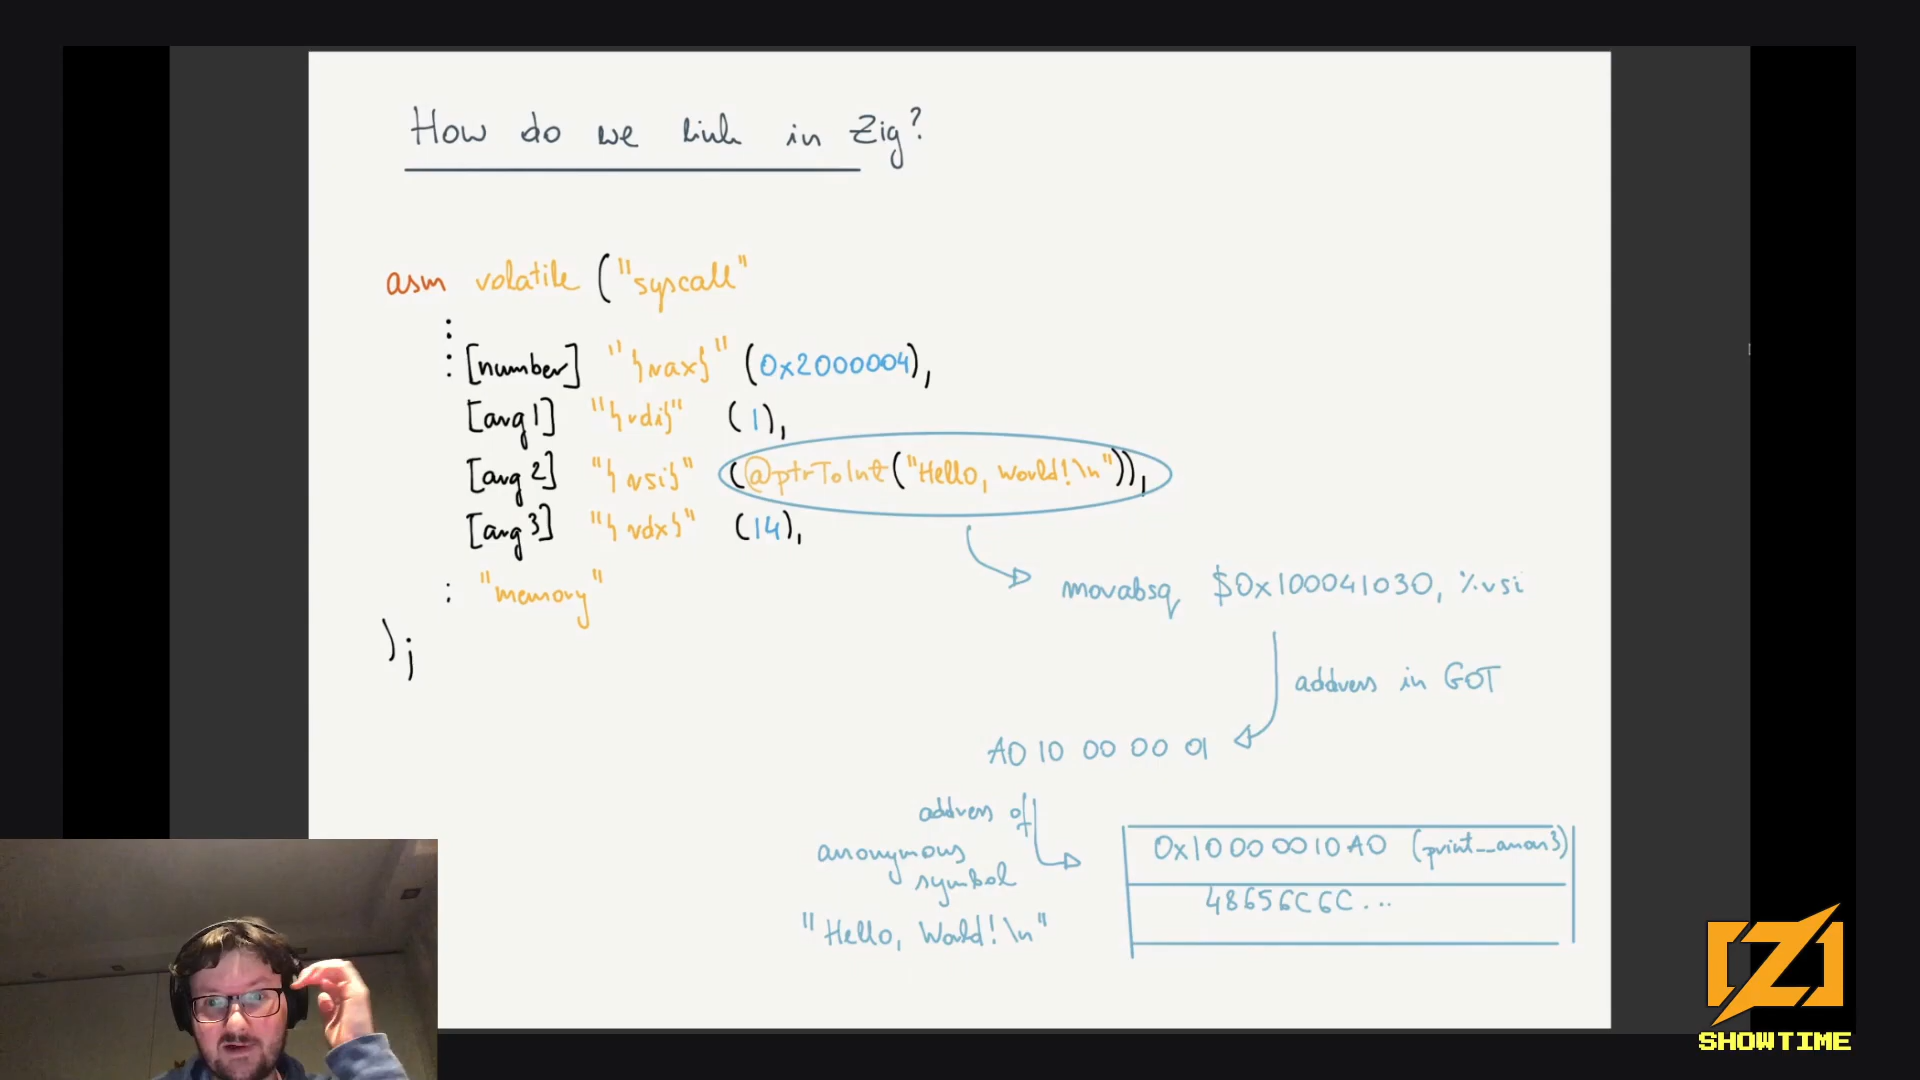 How do we link in Zig?
asm volatile ("syscall"
:
: [number] "{rax}" (0x2000004),
[arg1] "{rdi}" (1),
[arg2] "{rsi}" (@ptrToInt("Hello, World!\n")),
[arg3] "{rdx}" (14),
: "memory"
);
movabsq $0x100041030, %rsi
address in GOT
A0 10 00 00 01
address of
anonymous
symbol
"Hello, World!\n"
0x1000010A0 (print__anon3)
48656C6C...
SHOWTIME